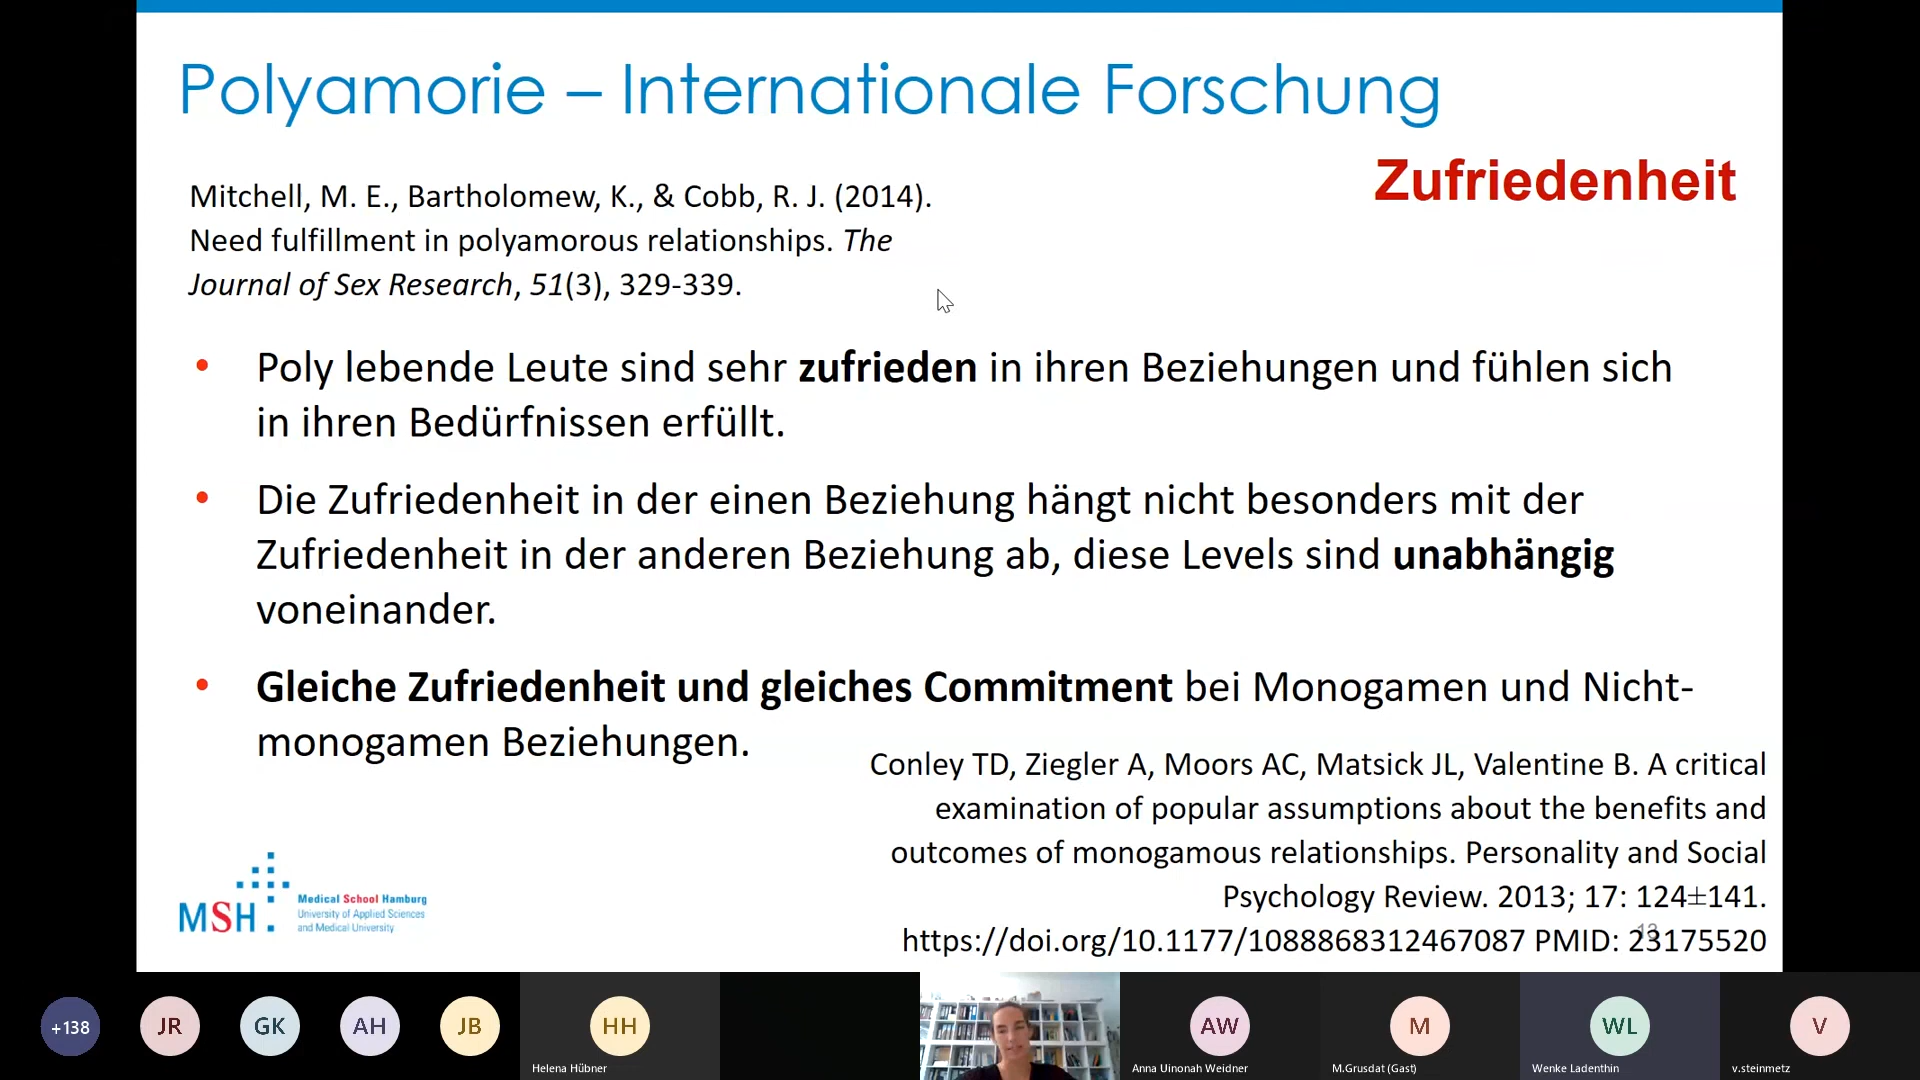 Polyamorie – Internationale Forschung
Zufriedenheit
Mitchell, M. E., Bartholomew, K., & Cobb, R. J. (2014).
Need fulfillment in polyamorous relationships. The
Journal of Sex Research, 51(3), 329-339.
• Poly lebende Leute sind sehr zufrieden in ihren Beziehungen und fühlen sich
in ihren Bedürfnissen erfüllt.
• Die Zufriedenheit in der einen Beziehung hängt nicht besonders mit der
Zufriedenheit in der anderen Beziehung ab, diese Levels sind unabhängig
voneinander.
• Gleiche Zufriedenheit und gleiches Commitment bei Monogamen und Nicht-
monogamen Beziehungen.
Conley TD, Ziegler A, Moors AC, Matsick JL, Valentine B. A critical
examination of popular assumptions about the benefits and
outcomes of monogamous relationships. Personality and Social
Psychology Review. 2013; 17: 124±141.
https://doi.org/10.1177/1088868312467087 PMID: 23175520
13
MSH
Medical School Hamburg
University of Applied Sciences
and Medical University
+138
JR
GK
AH
JB
HH
Helena Hübner
AW
Anna Uinonah Weidner
M
M.Grusdat (Gast)
WL
Wenke Ladenthin
V
v.steinmetz